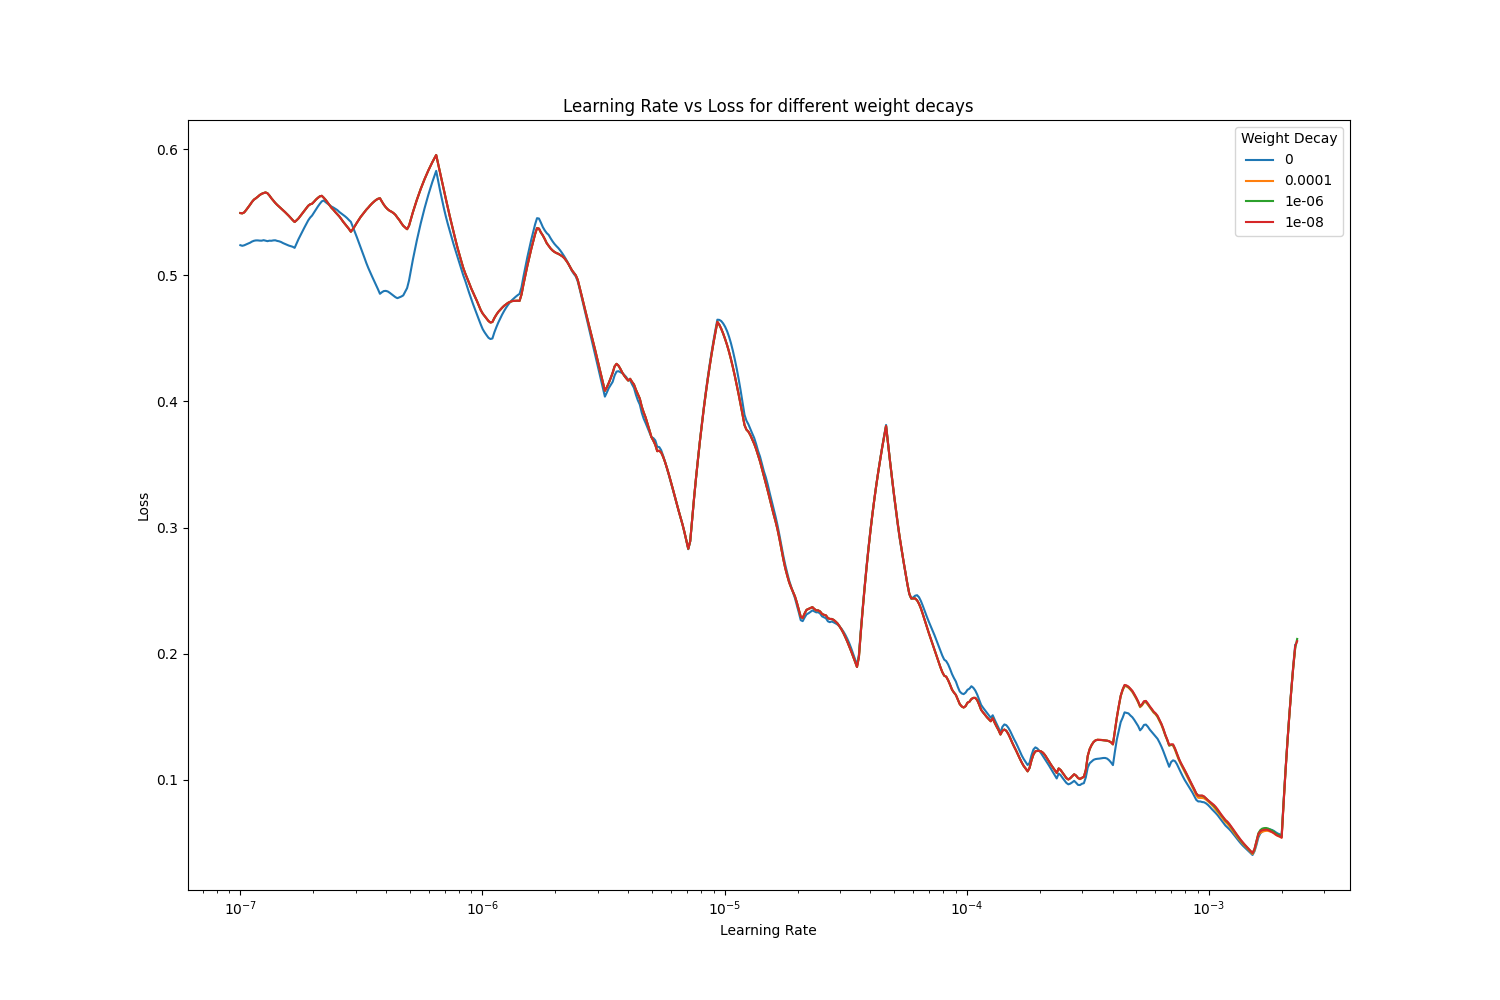 Learning Rate vs Loss for different weight decays
Weight Decay
0
0.0001
1e-06
1e-08
0.6
0.5
0.4
0.3
0.2
0.1
Loss
10⁻⁷ 10⁻⁶ 10⁻⁵ 10⁻⁴ 10⁻³
Learning Rate